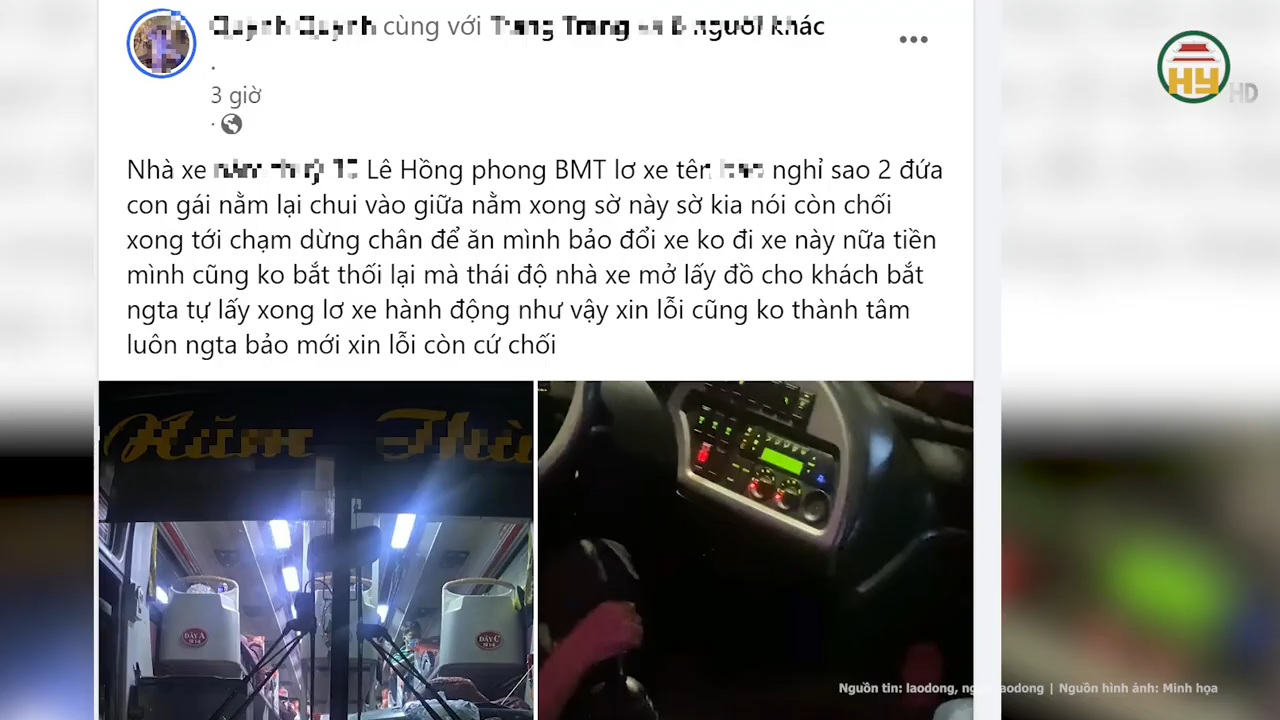 cùng với người khác
3 giờ
HY
HD
Nhà xe Lê Hồng phong BMT lơ xe tên nghỉ sao 2 đứa
con gái nằm lại chui vào giữa nằm xong sờ này sờ kia nói còn chối
xong tới chạm dừng chân để ăn mình bảo đổi xe ko đi xe này nữa tiền
mình cũng ko bắt thối lại mà thái độ nhà xe mở lấy đồ cho khách bắt
ngta tự lấy xong lơ xe hành động như vậy xin lỗi cũng ko thành tâm
luôn ngta bảo mới xin lỗi còn cứ chối
DÃY A
DÃY C
Nguồn tin: laodong, nguoilaodong | Nguồn hình ảnh: Minh họa